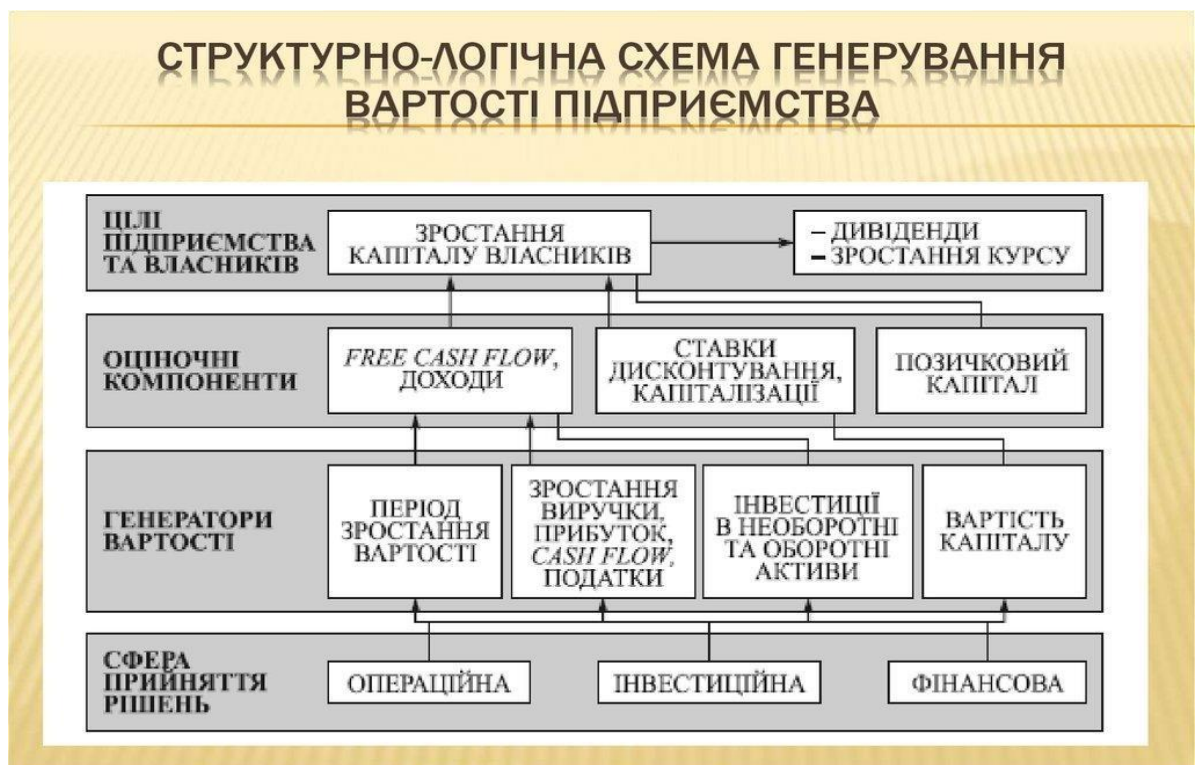 СТРУКТУРНО-ЛОГІЧНА СХЕМА ГЕНЕРУВАННЯ
ВАРТОСТІ ПІДПРИЄМСТВА
ЦІЛІ
ПІДПРИЄМСТВА
ТА ВЛАСНИКІВ
ЗРОСТАННЯ
КАПІТАЛУ ВЛАСНИКІВ
– ДИВІДЕНДИ
– ЗРОСТАННЯ КУРСУ
ОЦІНОЧНІ
КОМПОНЕНТИ
FREE CASH FLOW,
ДОХОДИ
СТАВКИ
ДИСКОНТУВАННЯ,
КАПІТАЛІЗАЦІЇ
ПОЗИЧКОВИЙ
КАПІТАЛ
ГЕНЕРАТОРИ
ВАРТОСТІ
ПЕРІОД
ЗРОСТАННЯ
ВАРТОСТІ
ЗРОСТАННЯ
ВИРУЧКИ,
ПРИБУТОК,
CASH FLOW,
ПОДАТКИ
ІНВЕСТИЦІЇ
В НЕОБОРОТНІ
ТА ОБОРОТНІ
АКТИВИ
ВАРТІСТЬ
КАПІТАЛУ
СФЕРА
ПРИЙНЯТТЯ
РІШЕНЬ
ОПЕРАЦІЙНА
ІНВЕСТИЦІЙНА
ФІНАНСОВА